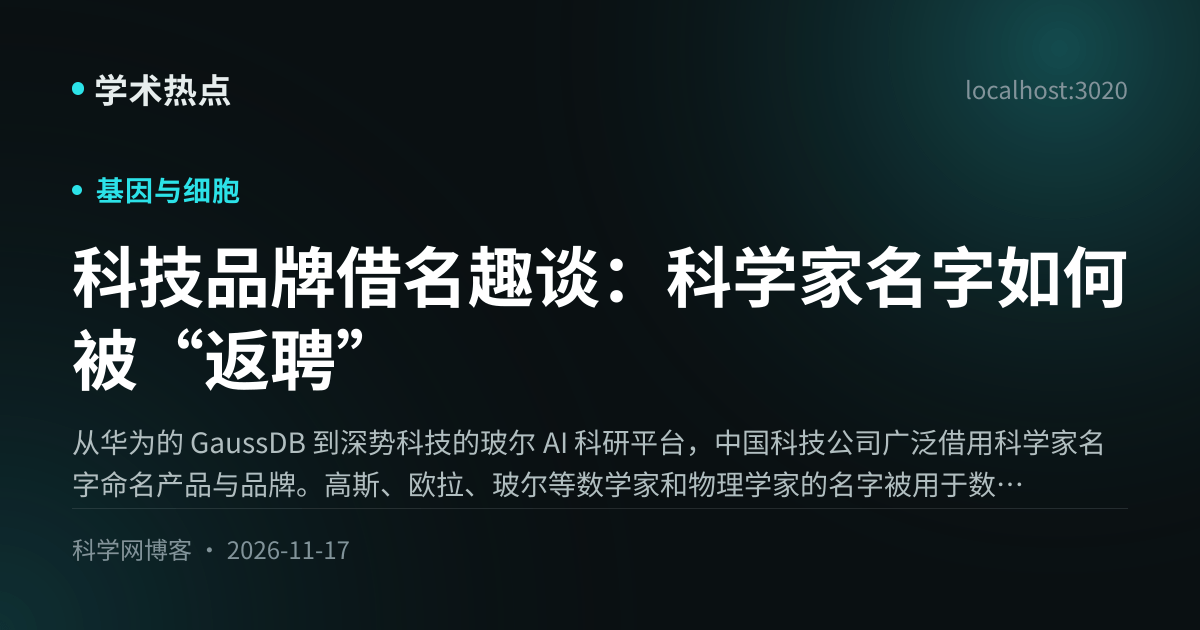 学术热点
localhost:3020
基因与细胞
科技品牌借名趣谈：科学家名字如何
被“返聘”
从华为的 GaussDB 到深势科技的玻尔 AI 科研平台，中国科技公司广泛借用科学家名
字命名产品与品牌。高斯、欧拉、玻尔等数学家和物理学家的名字被用于数…
科学网博客 • 2026-11-17